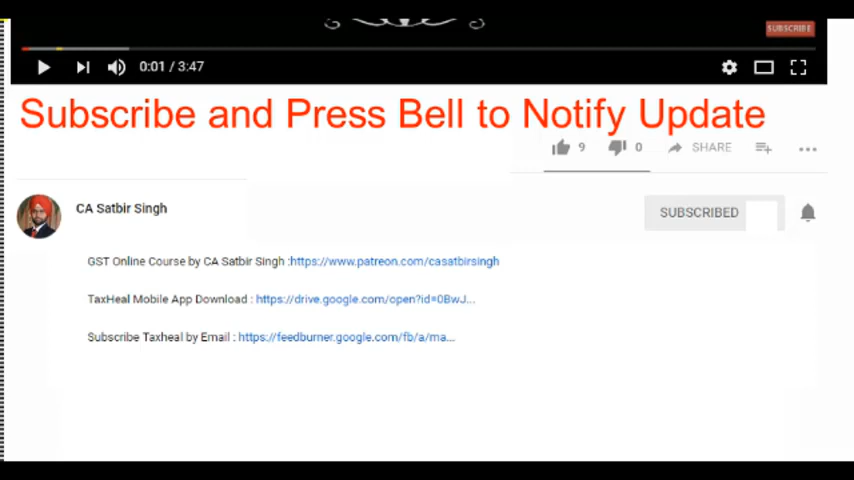 SUBSCRIBE
0:01 / 3:47
Subscribe and Press Bell to Notify Update
9 0 SHARE
CA Satbir Singh
SUBSCRIBED
GST Online Course by CA Satbir Singh :https://www.patreon.com/casatbirsingh
TaxHeal Mobile App Download : https://drive.google.com/open?id=0BwJ...
Subscribe Taxheal by Email : https://feedburner.google.com/fb/a/ma...